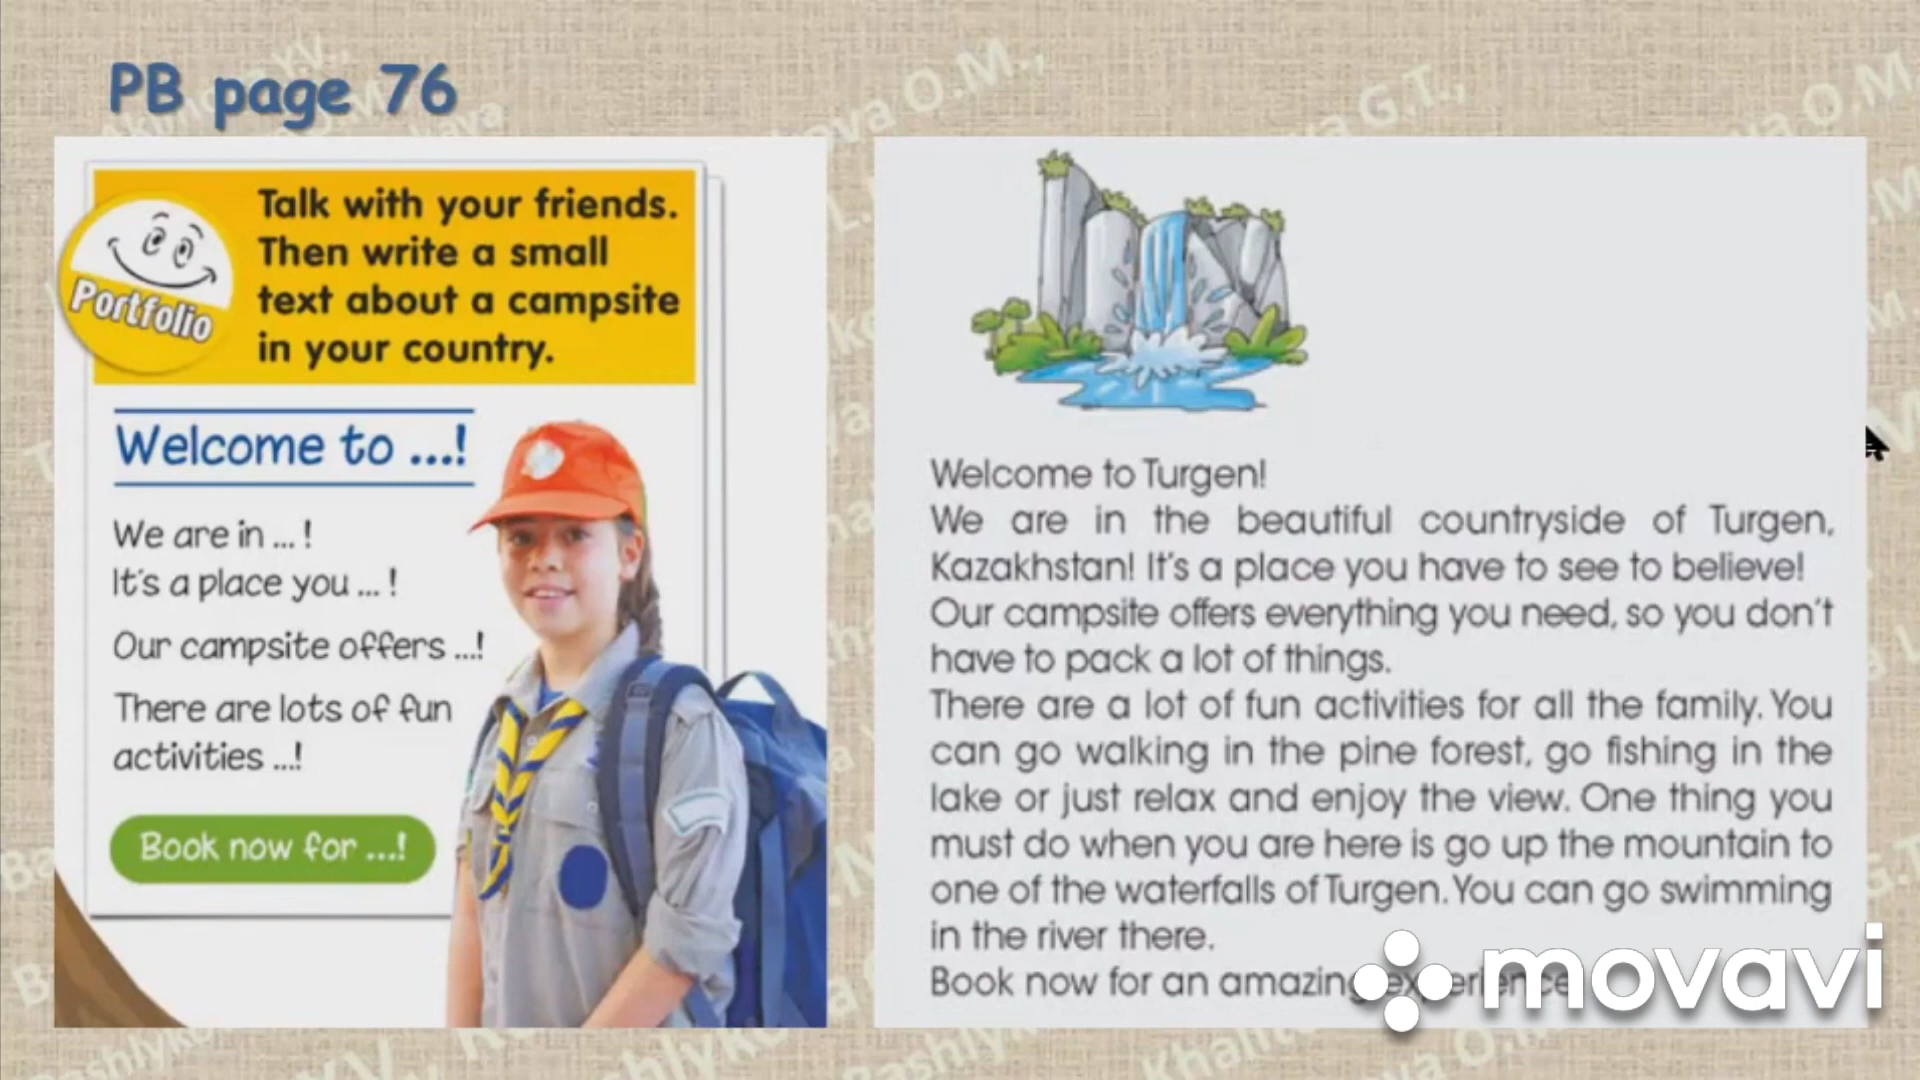 PB page 76
Talk with your friends.
Then write a small
text about a campsite
in your country.
Portfolio
Welcome to ...!
We are in ... !
It's a place you ... !
Our campsite offers ...!
There are lots of fun
activities ...!
Book now for ...!
Welcome to Turgen!
We are in the beautiful countryside of Turgen,
Kazakhstan! It's a place you have to see to believe!
Our campsite offers everything you need, so you don't
have to pack a lot of things.
There are a lot of fun activities for all the family. You
can go walking in the pine forest, go fishing in the
lake or just relax and enjoy the view. One thing you
must do when you are here is go up the mountain to
one of the waterfalls of Turgen. You can go swimming
in the river there.
Book now for an amazing experience
movavi